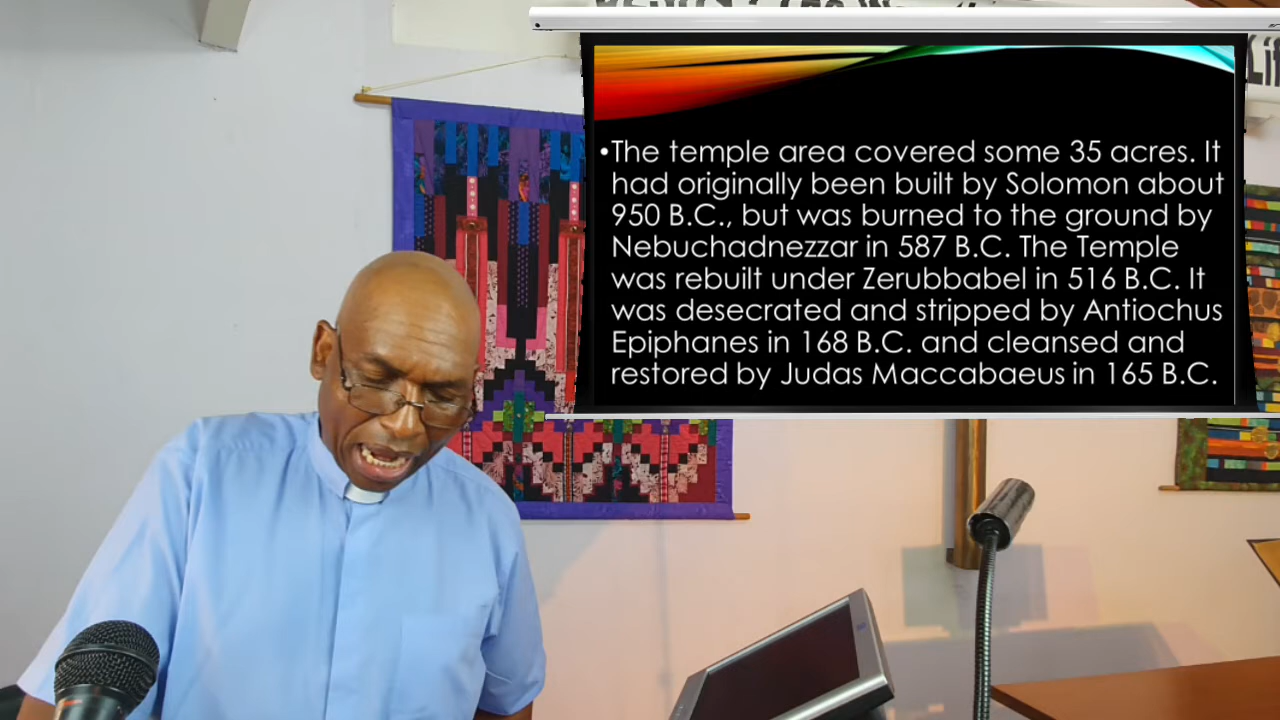 •The temple area covered some 35 acres. It
had originally been built by Solomon about
950 B.C., but was burned to the ground by
Nebuchadnezzar in 587 B.C. The Temple
was rebuilt under Zerubbabel in 516 B.C. It
was desecrated and stripped by Antiochus
Epiphanes in 168 B.C. and cleansed and
restored by Judas Maccabaeus in 165 B.C.